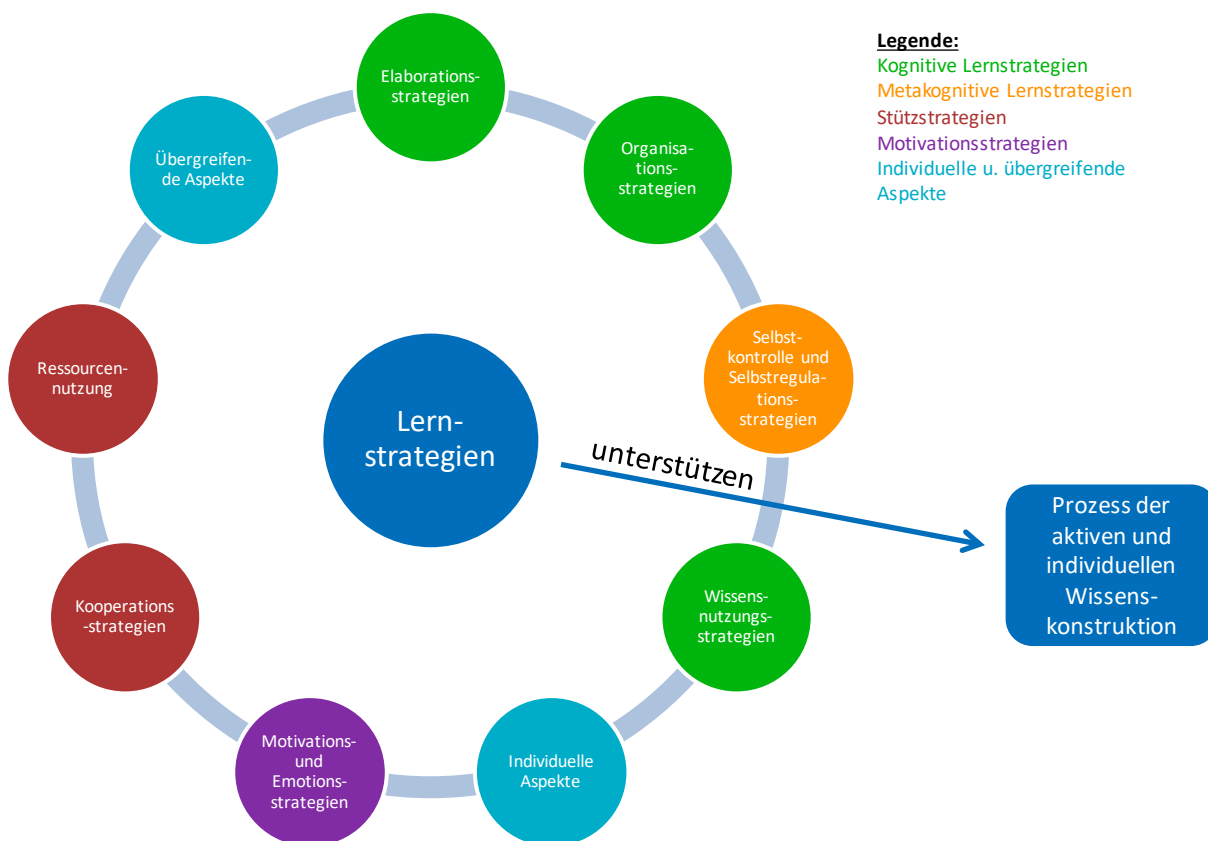 Legende:
Kognitive Lernstrategien
Metakognitive Lernstrategien
Stützstrategien
Motivationsstrategien
Individuelle u. übergreifende
Aspekte
Elaborations-
strategien
Organisa-
tions-
strategien
Selbst-
kontrolle und
Selbstregula-
tions-
strategien
Wissens-
nutzungs-
strategien
Individuelle
Aspekte
Motivations-
und
Emotions-
strategien
Kooperations
-strategien
Ressourcen-
nutzung
Übergreifen-
de Aspekte
Lern-
strategien
unterstützen
Prozess der
aktiven und
individuellen
Wissens-
konstruktion